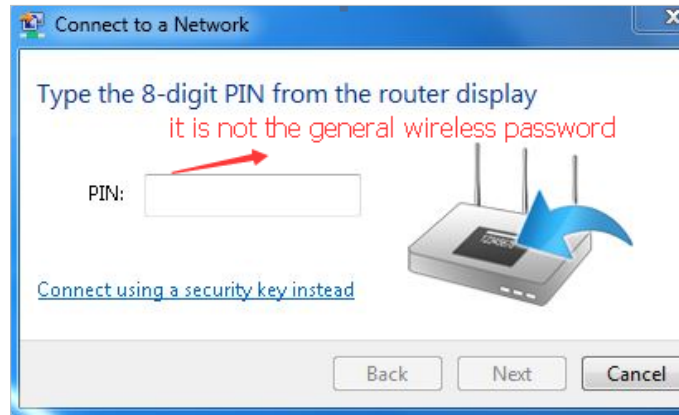 Connect to a Network
Type the 8-digit PIN from the router display
it is not the general wireless password
PIN:
12345670
Connect using a security key instead
Back Next Cancel